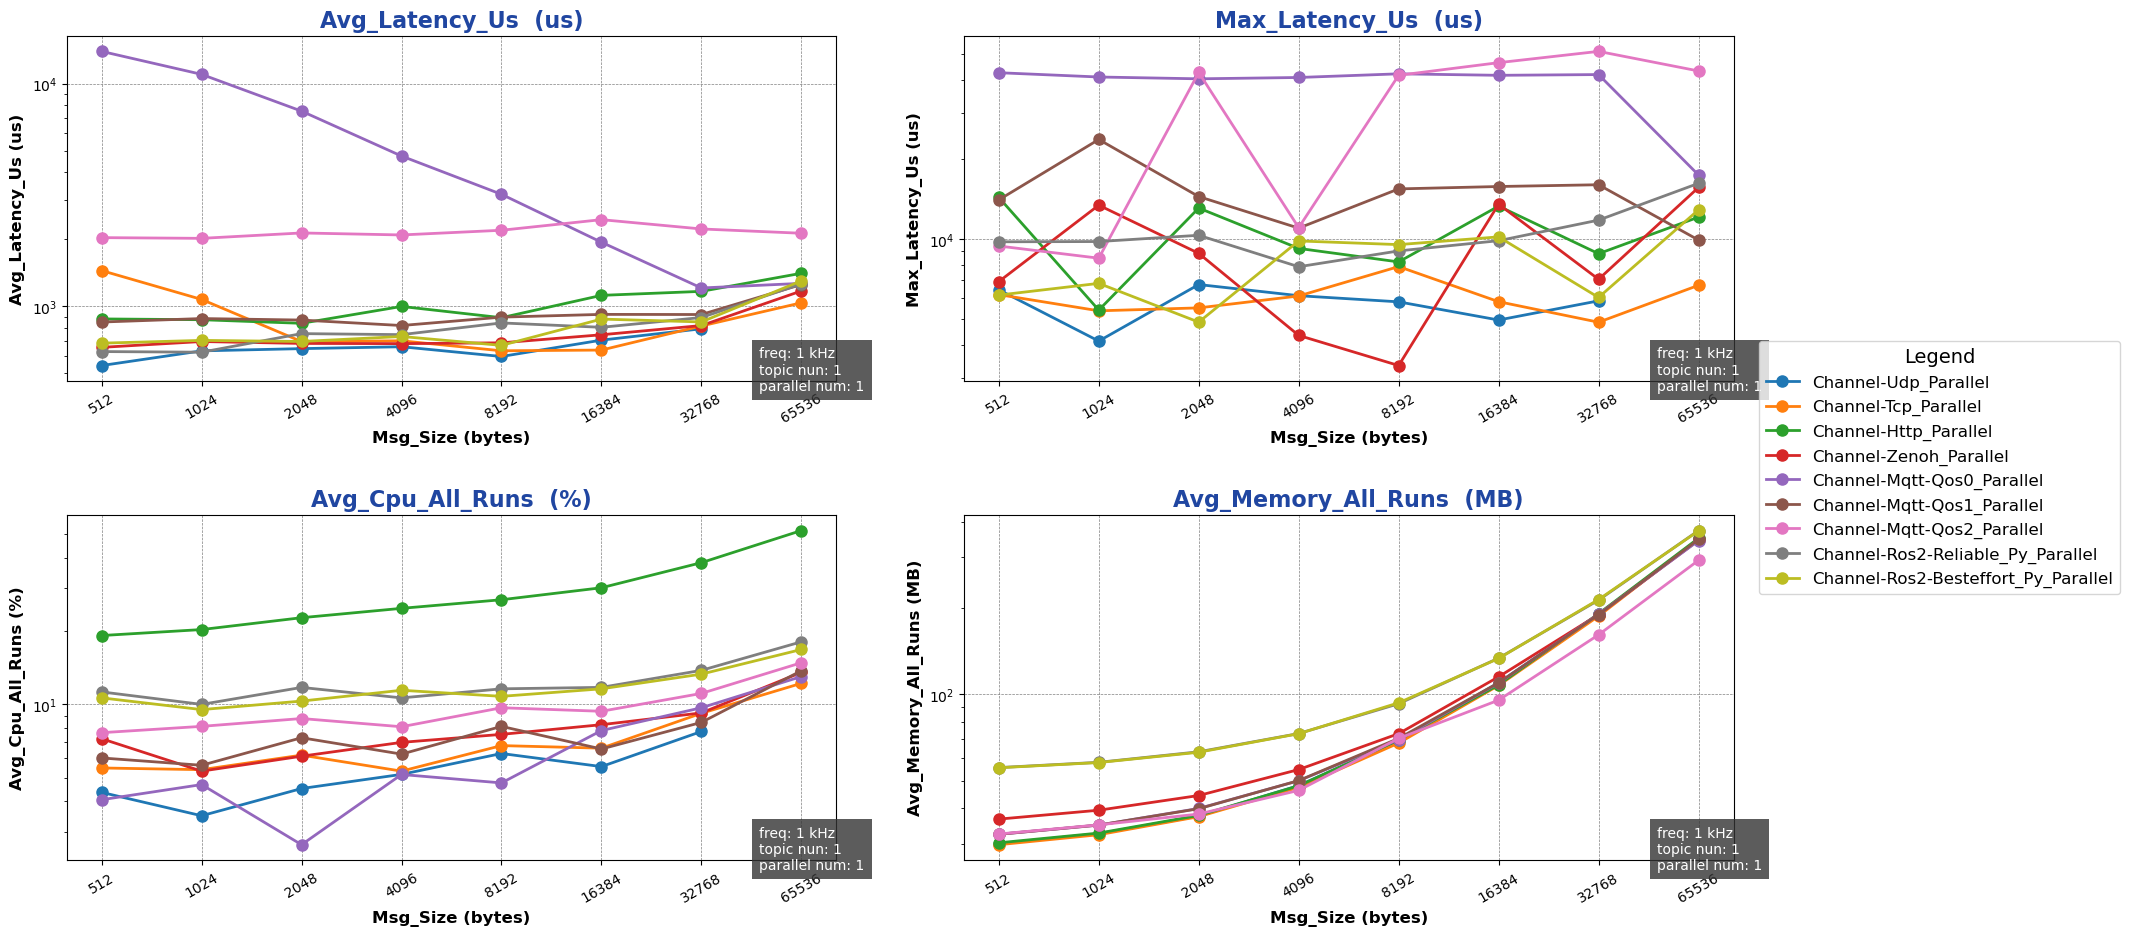 Avg_Latency_Us (us)
Avg_Latency_Us (us)
10^4
10^3
512
1024
2048
4096
8192
16384
32768
65536
Msg_Size (bytes)
freq: 1 kHz
topic nun: 1
parallel num: 1
Max_Latency_Us (us)
Max_Latency_Us (us)
10^4
512
1024
2048
4096
8192
16384
32768
65536
Msg_Size (bytes)
freq: 1 kHz
topic nun: 1
parallel num: 1
Legend
Channel-Udp_Parallel
Channel-Tcp_Parallel
Channel-Http_Parallel
Channel-Zenoh_Parallel
Channel-Mqtt-Qos0_Parallel
Channel-Mqtt-Qos1_Parallel
Channel-Mqtt-Qos2_Parallel
Channel-Ros2-Reliable_Py_Parallel
Channel-Ros2-Besteffort_Py_Parallel
Avg_Cpu_All_Runs (%)
Avg_Cpu_All_Runs (%)
10^1
512
1024
2048
4096
8192
16384
32768
65536
Msg_Size (bytes)
freq: 1 kHz
topic nun: 1
parallel num: 1
Avg_Memory_All_Runs (MB)
Avg_Memory_All_Runs (MB)
10^2
512
1024
2048
4096
8192
16384
32768
65536
Msg_Size (bytes)
freq: 1 kHz
topic nun: 1
parallel num: 1